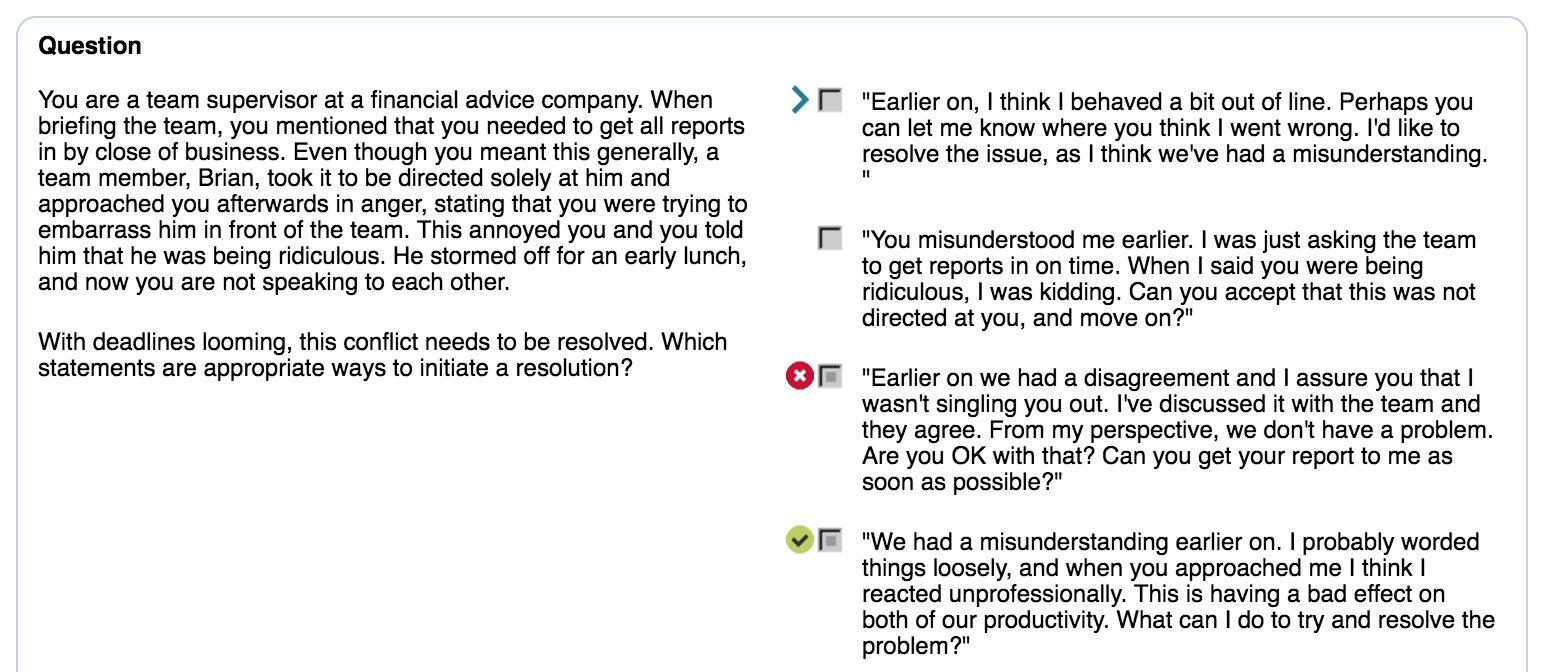 Question
You are a team supervisor at a financial advice company. When
briefing the team, you mentioned that you needed to get all reports
in by close of business. Even though you meant this generally, a
team member, Brian, took it to be directed solely at him and
approached you afterwards in anger, stating that you were trying to
embarrass him in front of the team. This annoyed you and you told
him that he was being ridiculous. He stormed off for an early lunch,
and now you are not speaking to each other.
With deadlines looming, this conflict needs to be resolved. Which
statements are appropriate ways to initiate a resolution?
"Earlier on, I think I behaved a bit out of line. Perhaps you
can let me know where you think I went wrong. I'd like to
resolve the issue, as I think we've had a misunderstanding.
"
"You misunderstood me earlier. I was just asking the team
to get reports in on time. When I said you were being
ridiculous, I was kidding. Can you accept that this was not
directed at you, and move on?"
"Earlier on we had a disagreement and I assure you that I
wasn't singling you out. I've discussed it with the team and
they agree. From my perspective, we don't have a problem.
Are you OK with that? Can you get your report to me as
soon as possible?"
"We had a misunderstanding earlier on. I probably worded
things loosely, and when you approached me I think I
reacted unprofessionally. This is having a bad effect on
both of our productivity. What can I do to try and resolve the
problem?"